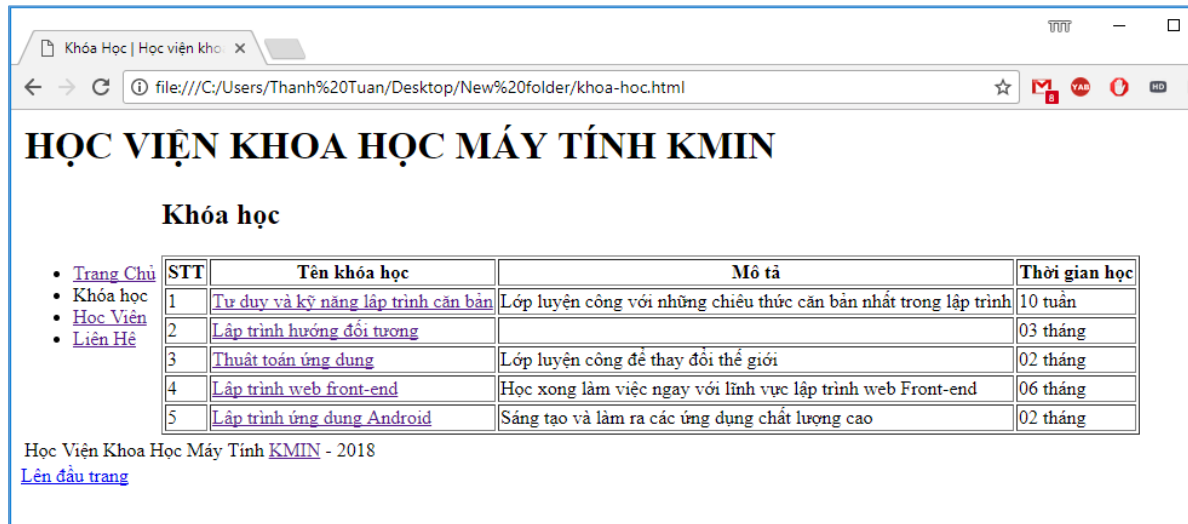 Khóa Học | Học viện kho
file:///C:/Users/Thanh%20Tuan/Desktop/New%20folder/khoa-hoc.html
8
YAB
HD
HỌC VIỆN KHOA HỌC MÁY TÍNH KMIN
Khóa học
Trang Chủ
Khóa học
Học Viên
Liên Hệ
STT Tên khóa học Mô tả Thời gian học
1 Tư duy và kỹ năng lập trình căn bản Lớp luyện công với những chiêu thức căn bản nhất trong lập trình 10 tuần
2 Lập trình hướng đối tượng 03 tháng
3 Thuật toán ứng dụng Lớp luyện công để thay đổi thế giới 02 tháng
4 Lập trình web front-end Học xong làm việc ngay với lĩnh vực lập trình web Front-end 06 tháng
5 Lập trình ứng dụng Android Sáng tạo và làm ra các ứng dụng chất lượng cao 02 tháng
Học Viện Khoa Học Máy Tính KMIN - 2018
Lên đầu trang